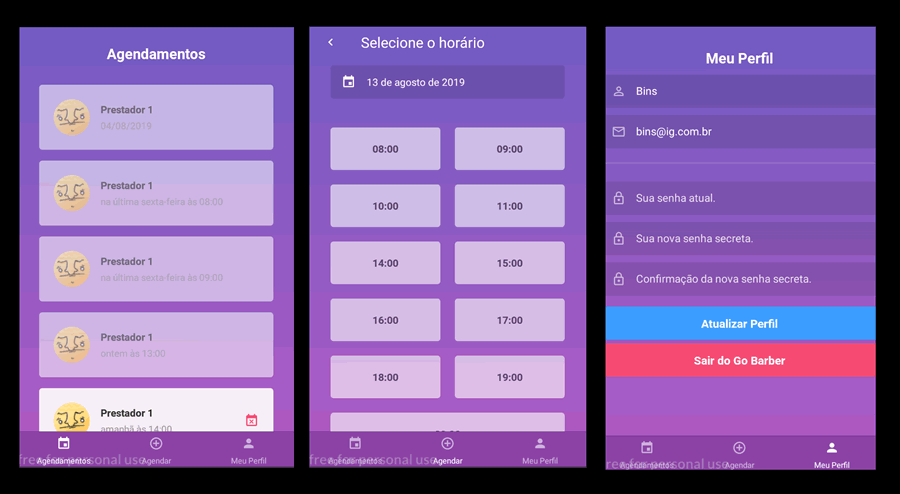 Agendamentos
Prestador 1
04/08/2019
Prestador 1
na última sexta-feira às 08:00
Prestador 1
na última sexta-feira às 09:00
Prestador 1
ontem às 13:00
Prestador 1
amanhã às 14:00
Agendamentos
Agendar
Meu Perfil
free for personal use
Selecione o horário
13 de agosto de 2019
08:00
09:00
10:00
11:00
14:00
15:00
16:00
17:00
18:00
19:00
Agendamentos
Agendar
Meu Perfil
free for personal use
Meu Perfil
Bins
bins@ig.com.br
Sua senha atual.
Sua nova senha secreta.
Confirmação da nova senha secreta.
Atualizar Perfil
Sair do Go Barber
Agendamentos
Agendar
Meu Perfil
free for personal use